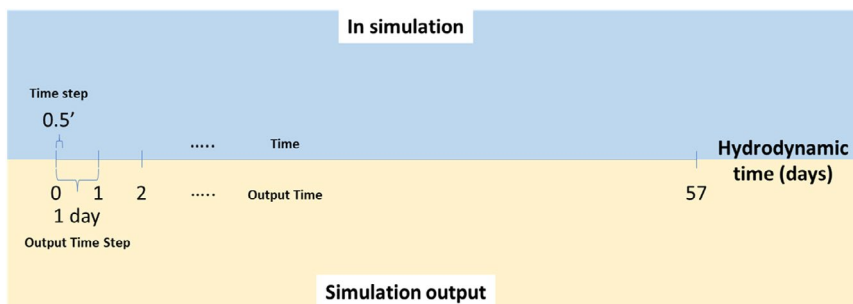 In simulation
Time step
0.5'
..... Time
Hydrodynamic
time (days)
0 1 2 ..... Output Time 57
1 day
Output Time Step
Simulation output